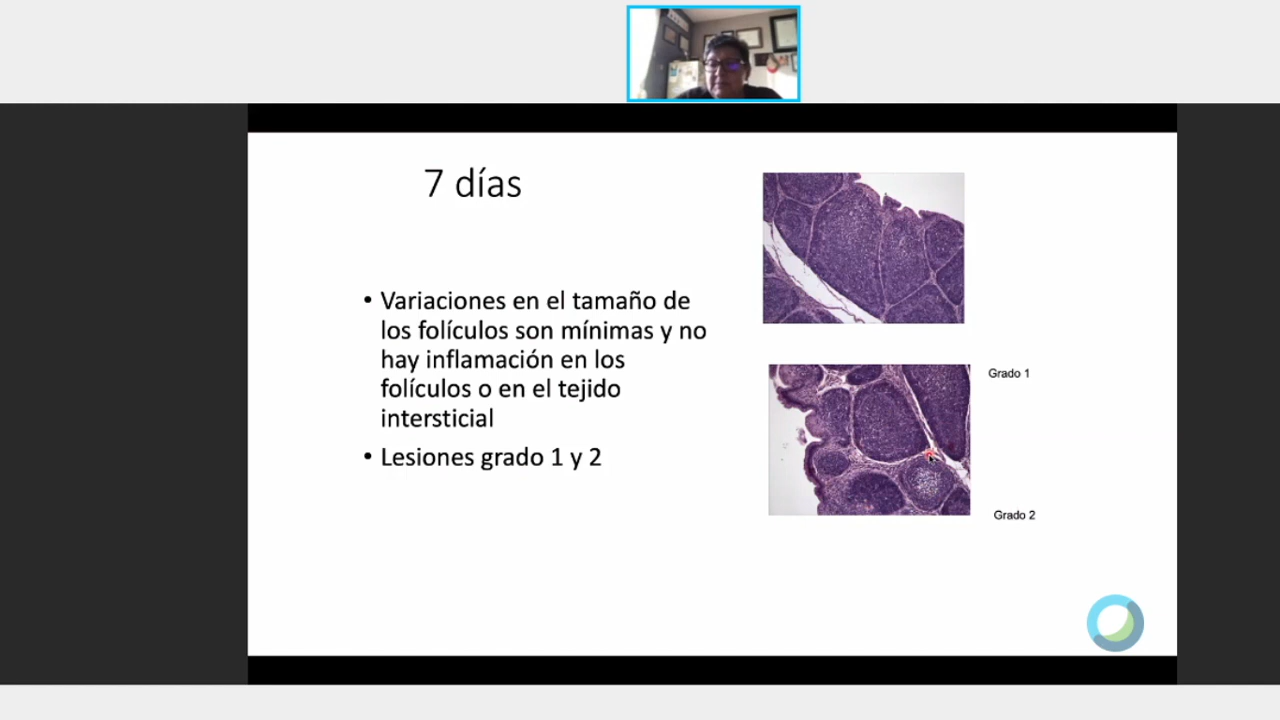 7 días
• Variaciones en el tamaño de
los folículos son mínimas y no
hay inflamación en los
folículos o en el tejido
intersticial
• Lesiones grado 1 y 2
Grado 1
Grado 2